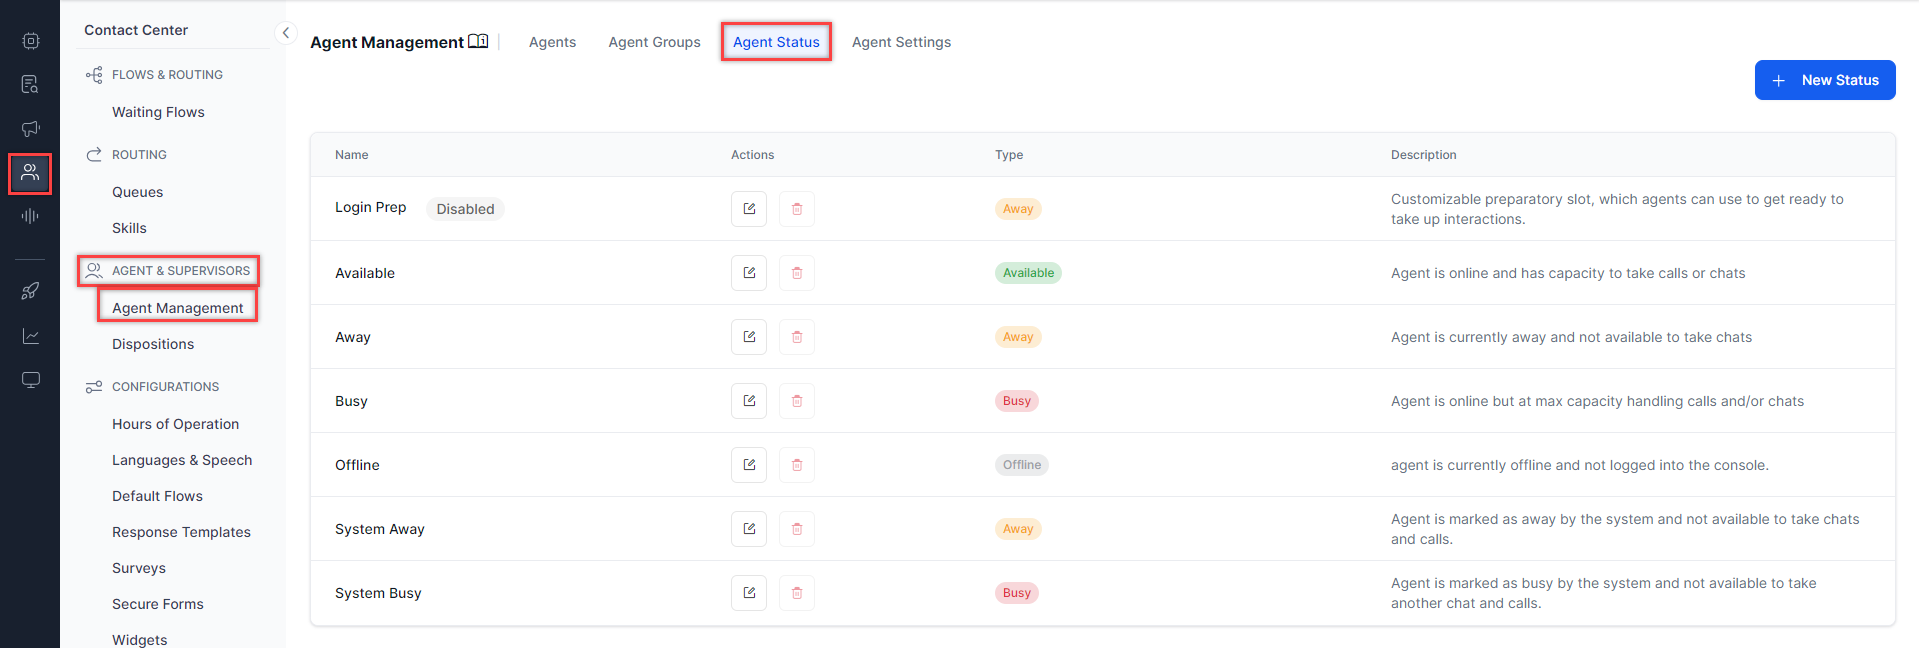 Contact Center
FLOWS & ROUTING
Waiting Flows
ROUTING
Queues
Skills
AGENT & SUPERVISORS
Agent Management
Dispositions
CONFIGURATIONS
Hours of Operation
Languages & Speech
Default Flows
Response Templates
Surveys
Secure Forms
Widgets
Agent Management
Agents
Agent Groups
Agent Status
Agent Settings
+ New Status
Name Actions Type Description
Login Prep Disabled Away Customizable preparatory slot, which agents can use to get ready to
take up interactions.
Available Available Agent is online and has capacity to take calls or chats
Away Away Agent is currently away and not available to take chats
Busy Busy Agent is online but at max capacity handling calls and/or chats
Offline Offline agent is currently offline and not logged into the console.
System Away Away Agent is marked as away by the system and not available to take chats
and calls.
System Busy Busy Agent is marked as busy by the system and not available to take
another chat and calls.